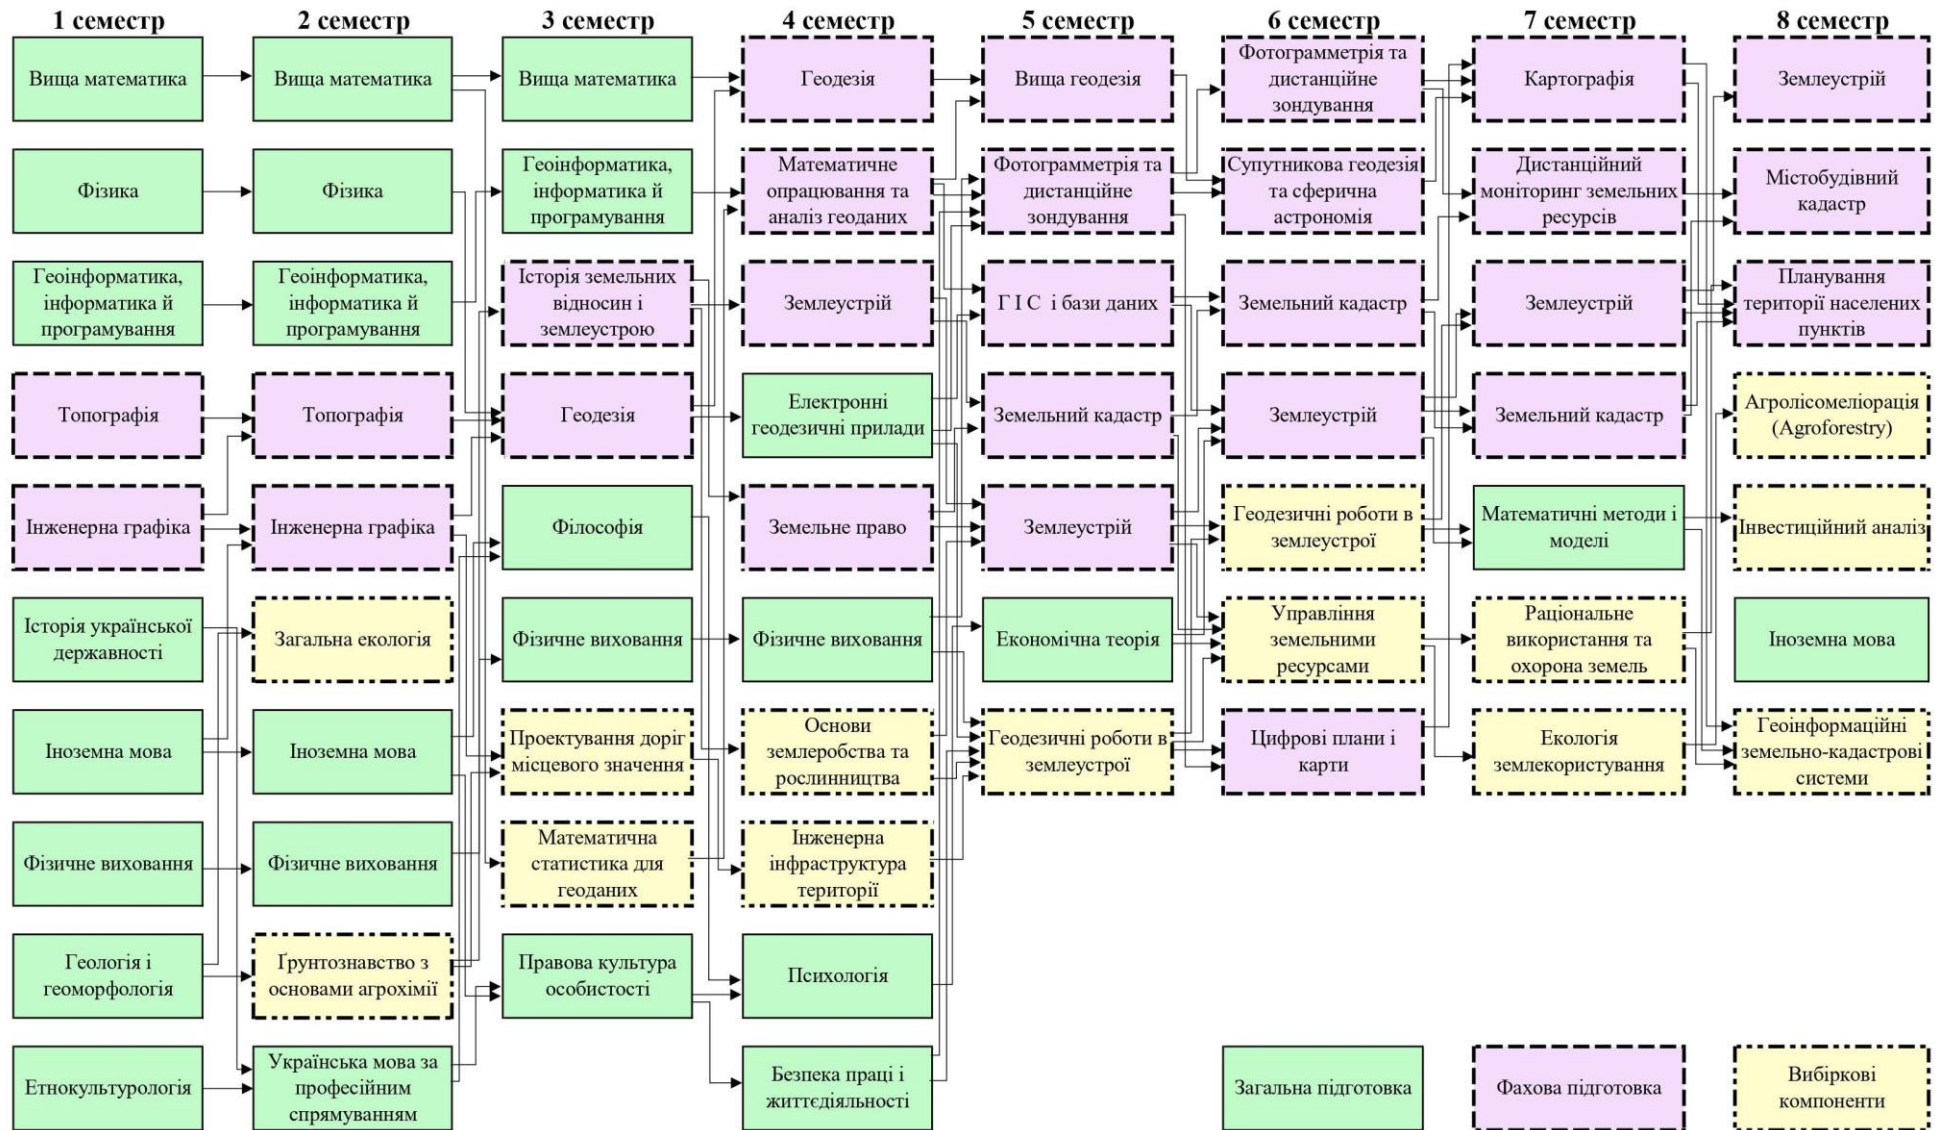 1 семестр
2 семестр
3 семестр
4 семестр
5 семестр
6 семестр
7 семестр
8 семестр
Вища математика
Вища математика
Вища математика
Геодезія
Вища геодезія
Фотограмметрія та
дистанційне
зондування
Картографія
Землеустрій
Фізика
Фізика
Геоінформатика,
інформатика й
програмування
Математичне
опрацювання та
аналіз геоданих
Фотограмметрія та
дистанційне
зондування
Супутникова геодезія
та сферична
астрономія
Дистанційний
моніторинг земельних
ресурсів
Містобудівний
кадастр
Геоінформатика,
інформатика й
програмування
Геоінформатика,
інформатика й
програмування
Історія земельних
відносин і
землеустрою
Землеустрій
Г І С і бази даних
Земельний кадастр
Землеустрій
Планування
території населених
пунктів
Топографія
Топографія
Геодезія
Електронні
геодезичні прилади
Земельний кадастр
Землеустрій
Земельний кадастр
Агролісомеліорація
(Agroforestry)
Інженерна графіка
Інженерна графіка
Філософія
Земельне право
Землеустрій
Геодезичні роботи в
землеустрої
Математичні методи і
моделі
Інвестиційний аналіз
Історія української
державності
Загальна екологія
Фізичне виховання
Фізичне виховання
Економічна теорія
Управління
земельними
ресурсами
Раціональне
використання та
охорона земель
Іноземна мова
Іноземна мова
Іноземна мова
Проектування доріг
місцевого значення
Основи
землеробства та
рослинництва
Геодезичні роботи в
землеустрої
Цифрові плани і
карти
Екологія
землекористування
Геоінформаційні
земельно-кадастрові
системи
Фізичне виховання
Фізичне виховання
Математична
статистика для
геоданих
Інженерна
інфраструктура
території
Геологія і
геоморфологія
Ґрунтознавство з
основами агрохімії
Правова культура
особистості
Психологія
Етнокультурологія
Українська мова за
професійним
спрямуванням
Безпека праці і
життєдіяльності
Загальна підготовка
Фахова підготовка
Вибіркові
компоненти